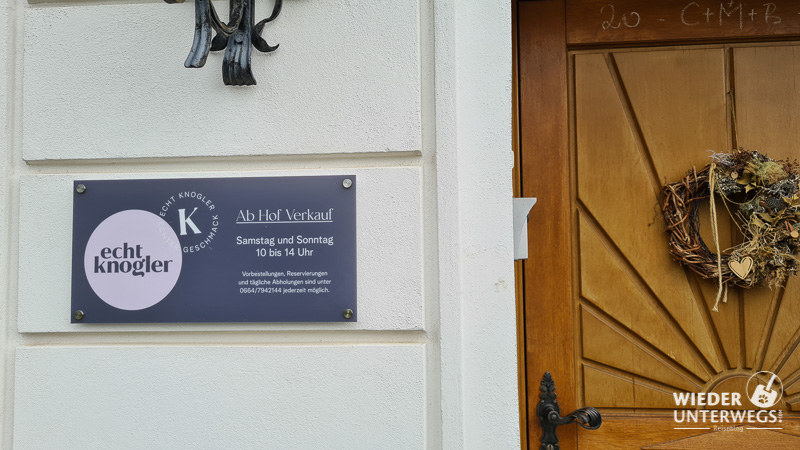 20 - C+M+B
ECHT KNOGLER
GESCHMACK
K
echt
knogler
Ab Hof Verkauf
Samstag und Sonntag
10 bis 14 Uhr
Vorbestellungen, Reservierungen
und tägliche Abholungen sind unter
0664/7942144 jederzeit möglich.
WIEDER
UNTERWEGS
Reiseblog